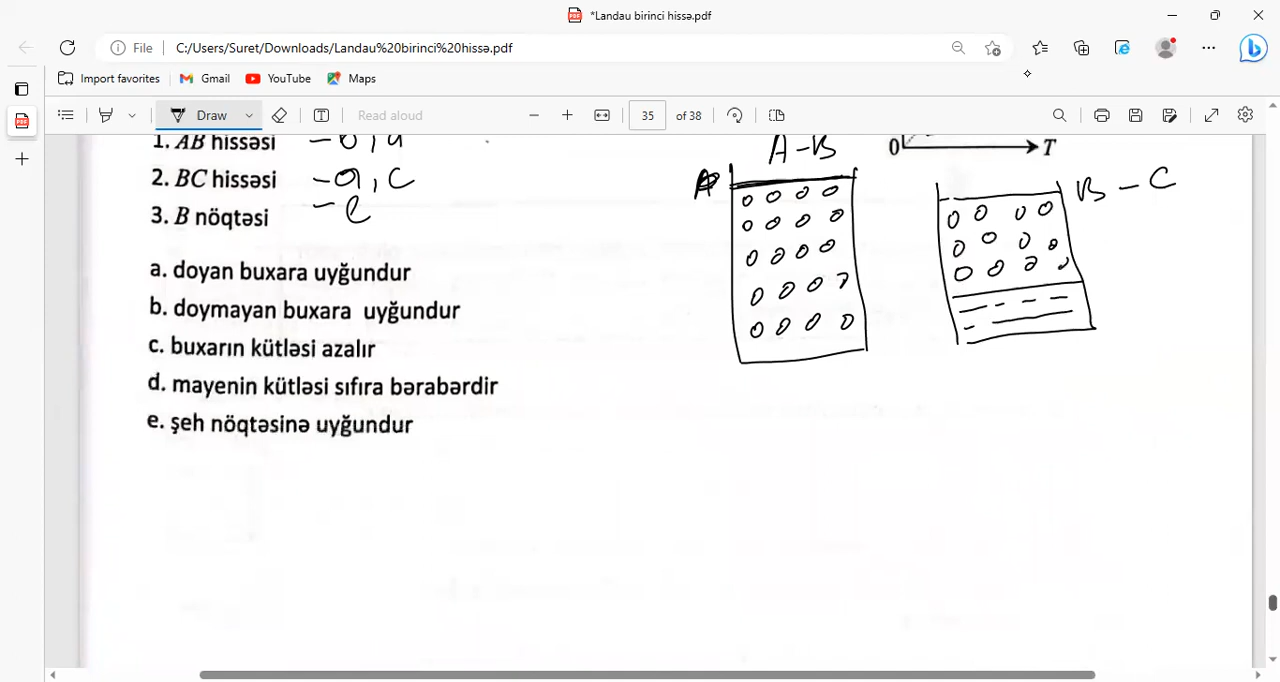 *Landau birinci hissə.pdf
File C:/Users/Suret/Downloads/Landau%20birinci%20hissə.pdf
Import favorites Gmail YouTube Maps
Draw Read aloud 35 of 38
1. AB hissəsi
A-B
0 T
2. BC hissəsi - a, c
B - C
3. B nöqtəsi - e
a. doyan buxara uyğundur
b. doymayan buxara uyğundur
c. buxarın kütləsi azalır
d. mayenin kütləsi sıfıra bərabərdir
e. şeh nöqtəsinə uyğundur